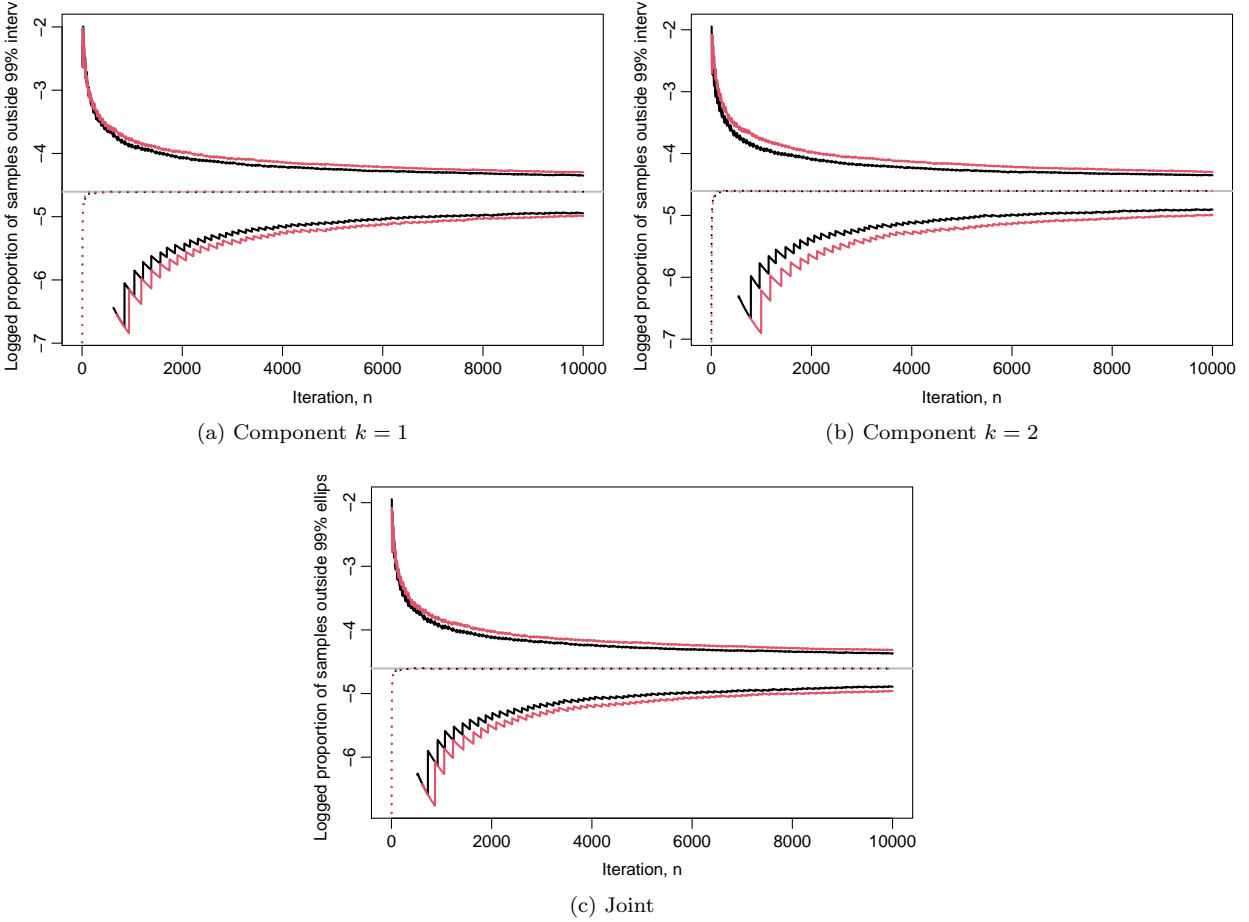 Logged proportion of samples outside 99% interv
-2
-3
-4
-5
-6
-7
0 2000 4000 6000 8000 10000
Iteration, n
(a) Component k = 1
Logged proportion of samples outside 99% interv
-2
-3
-4
-5
-6
-7
0 2000 4000 6000 8000 10000
Iteration, n
(b) Component k = 2
Logged proportion of samples outside 99% ellips
-2
-3
-4
-5
-6
0 2000 4000 6000 8000 10000
Iteration, n
(c) Joint